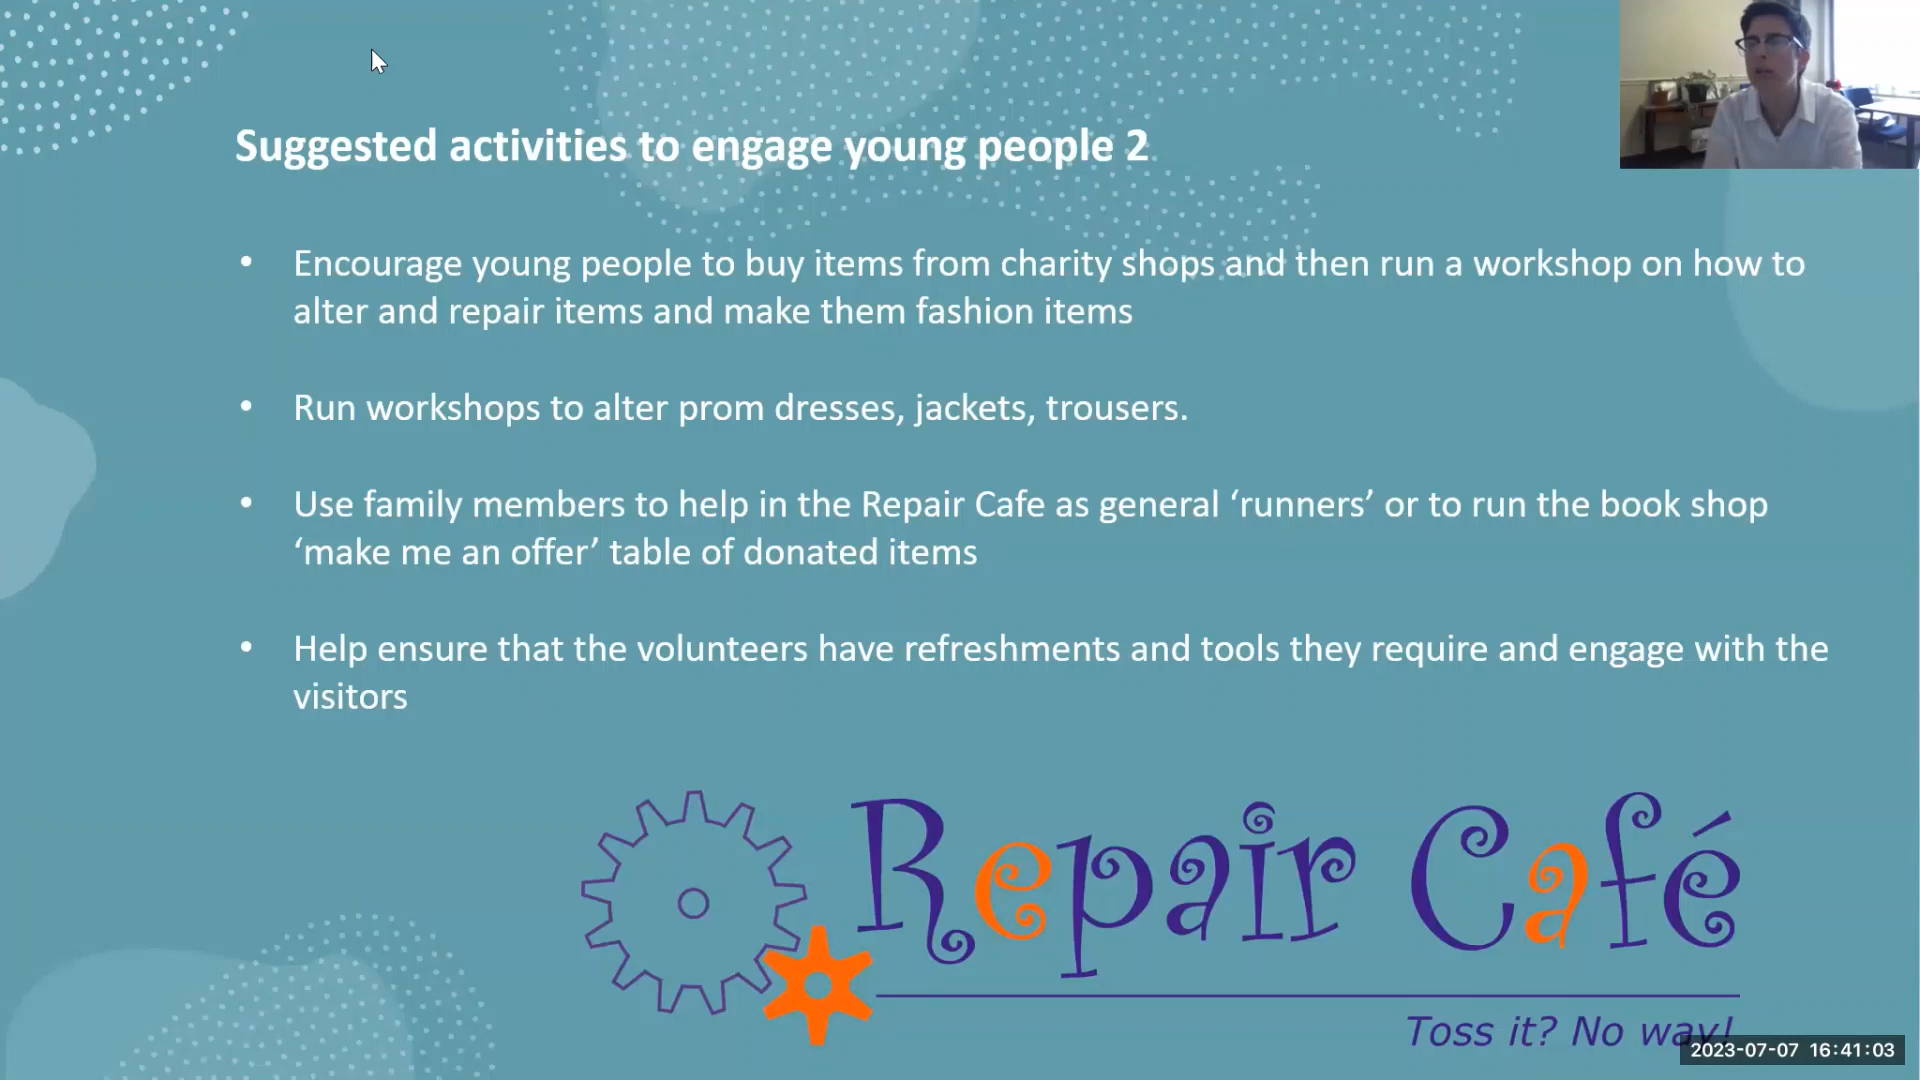 Suggested activities to engage young people 2
• Encourage young people to buy items from charity shops and then run a workshop on how to
alter and repair items and make them fashion items
• Run workshops to alter prom dresses, jackets, trousers.
• Use family members to help in the Repair Cafe as general ‘runners’ or to run the book shop
‘make me an offer’ table of donated items
• Help ensure that the volunteers have refreshments and tools they require and engage with the
visitors
Repair Café
Toss it? No way!
2023-07-07 16:41:03